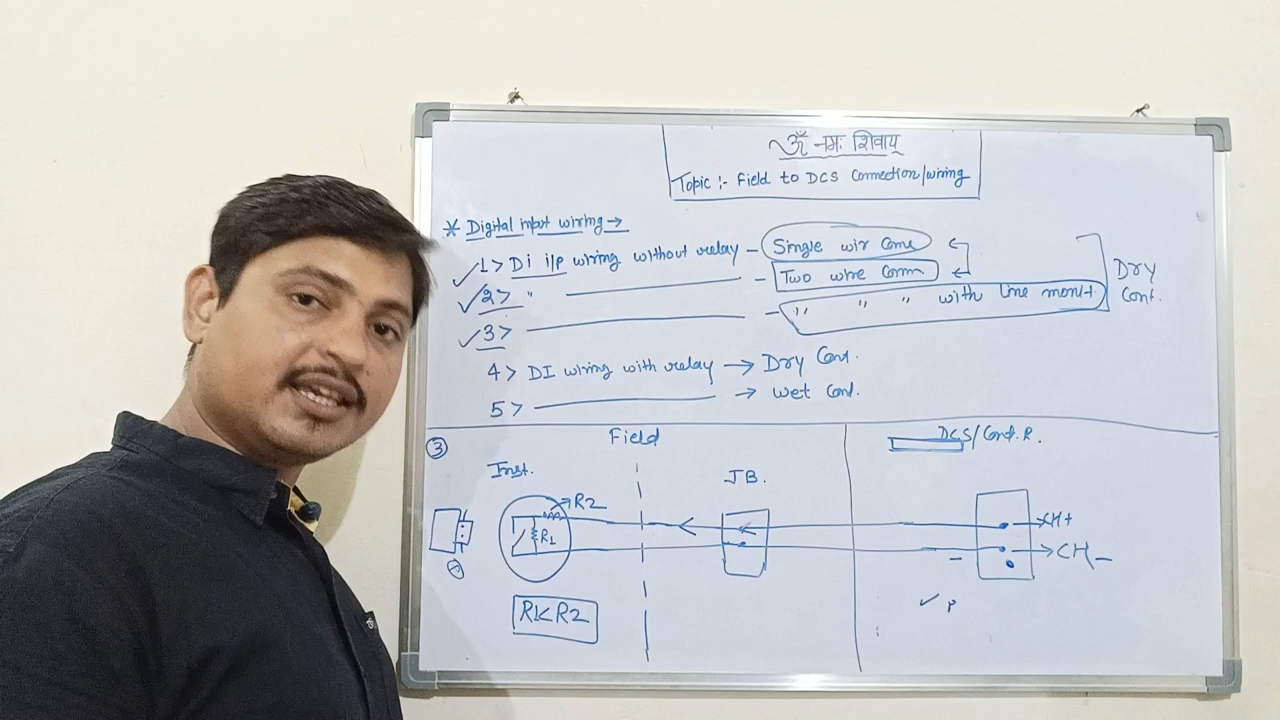 ॐ नमः शिवाय्
Topic :- Field to DCS Connection/wiring
* Digital input wiring →
✓ 1> DI i/p wiring without relay - Single wir Comm
✓ 2> " - Two wire Comm
✓ 3> - " " " with line monit.
Dry
Cont.
4> DI wiring with relay → Dry Cont.
5> → wet Cont.
③ Field DCS/Cont. R.
Inst. JB.
R2
R1
CH+
CH-
-
R1<R2
✓ P